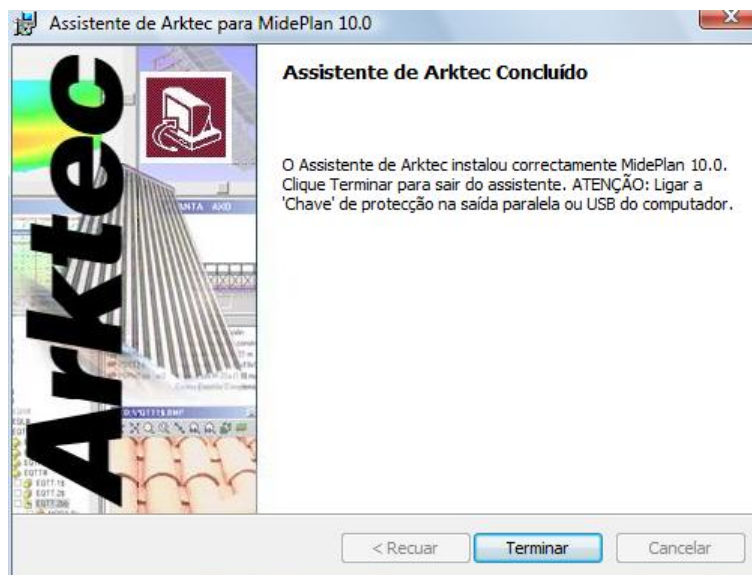 Assistente de Arktec para MidePlan 10.0
Arktec
Assistente de Arktec Concluído
O Assistente de Arktec instalou correctamente MidePlan 10.0.
Clique Terminar para sair do assistente. ATENÇÃO: Ligar a
'Chave' de protecção na saída paralela ou USB do computador.
< Recuar
Terminar
Cancelar